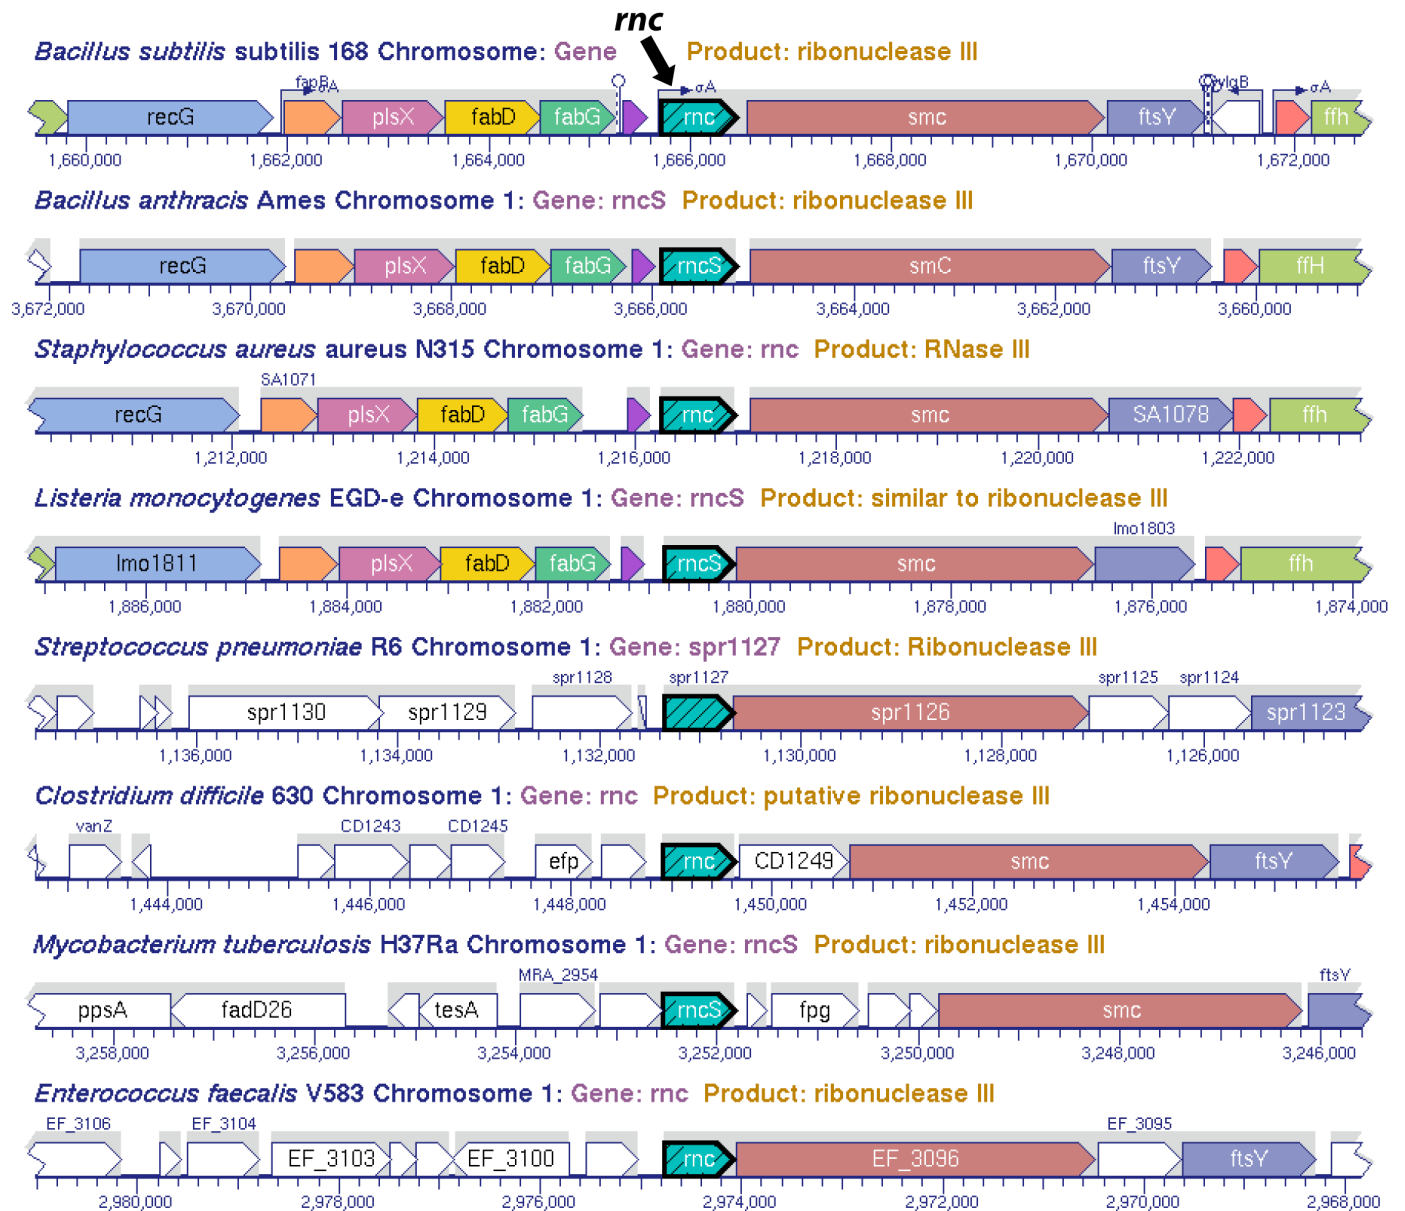 rnc
Bacillus subtilis subtilis 168 Chromosome: Gene Product: ribonuclease III
fapR σA σA ylqB σA
recG plsX fabD fabG rnc smc ftsY ffh
1,660,000 1,662,000 1,664,000 1,666,000 1,668,000 1,670,000 1,672,000
Bacillus anthracis Ames Chromosome 1: Gene: rncS Product: ribonuclease III
recG plsX fabD fabG rncS smC ftsY ffH
3,672,000 3,670,000 3,668,000 3,666,000 3,664,000 3,662,000 3,660,000
Staphylococcus aureus aureus N315 Chromosome 1: Gene: rnc Product: RNase III
SA1071
recG plsX fabD fabG rnc smc SA1078 ffh
1,212,000 1,214,000 1,216,000 1,218,000 1,220,000 1,222,000
Listeria monocytogenes EGD-e Chromosome 1: Gene: rncS Product: similar to ribonuclease III
lmo1803
lmo1811 plsX fabD fabG rncS smc ffh
1,886,000 1,884,000 1,882,000 1,880,000 1,878,000 1,876,000 1,874,000
Streptococcus pneumoniae R6 Chromosome 1: Gene: spr1127 Product: Ribonuclease III
spr1128 spr1127 spr1125 spr1124
spr1130 spr1129 spr1126 spr1123
1,136,000 1,134,000 1,132,000 1,130,000 1,128,000 1,126,000
Clostridium difficile 630 Chromosome 1: Gene: rnc Product: putative ribonuclease III
vanZ CD1243 CD1245
efp rnc CD1249 smc ftsY
1,444,000 1,446,000 1,448,000 1,450,000 1,452,000 1,454,000
Mycobacterium tuberculosis H37Ra Chromosome 1: Gene: rncS Product: ribonuclease III
MRA_2954 ftsY
ppsA fadD26 tesA rncS fpg smc
3,258,000 3,256,000 3,254,000 3,252,000 3,250,000 3,248,000 3,246,000
Enterococcus faecalis V583 Chromosome 1: Gene: rnc Product: ribonuclease III
EF_3106 EF_3104 EF_3095
EF_3103 EF_3100 rnc EF_3096 ftsY
2,980,000 2,978,000 2,976,000 2,974,000 2,972,000 2,970,000 2,968,000